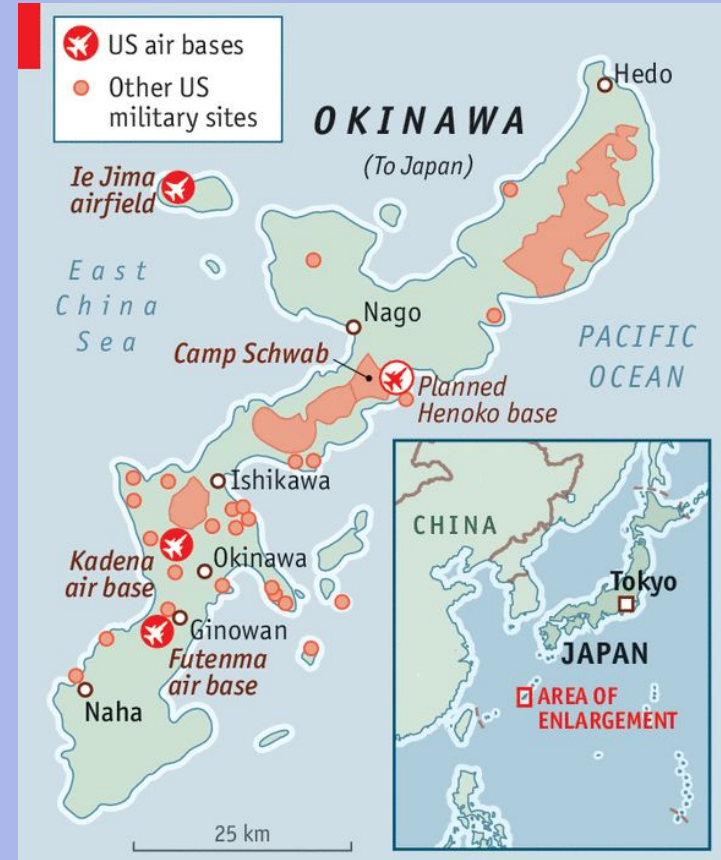 US air bases
Other US
military sites
OKINAWA
(To Japan)
Hedo
Ie Jima
airfield
East
China
Sea
Nago
PACIFIC
OCEAN
Camp Schwab
Planned
Henoko base
Ishikawa
Kadena
air base
Okinawa
Ginowan
Futenma
air base
Naha
25 km
CHINA
Tokyo
JAPAN
AREA OF
ENLARGEMENT